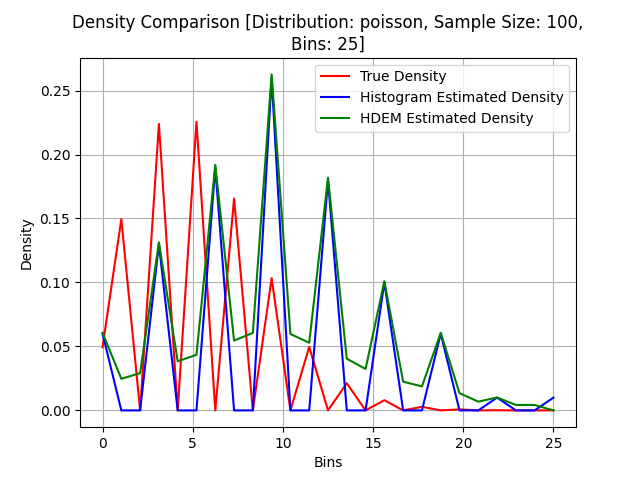 Density Comparison [Distribution: poisson, Sample Size: 100,
Bins: 25]
True Density
Histogram Estimated Density
HDEM Estimated Density
Density
0.25
0.20
0.15
0.10
0.05
0.00
0 5 10 15 20 25
Bins